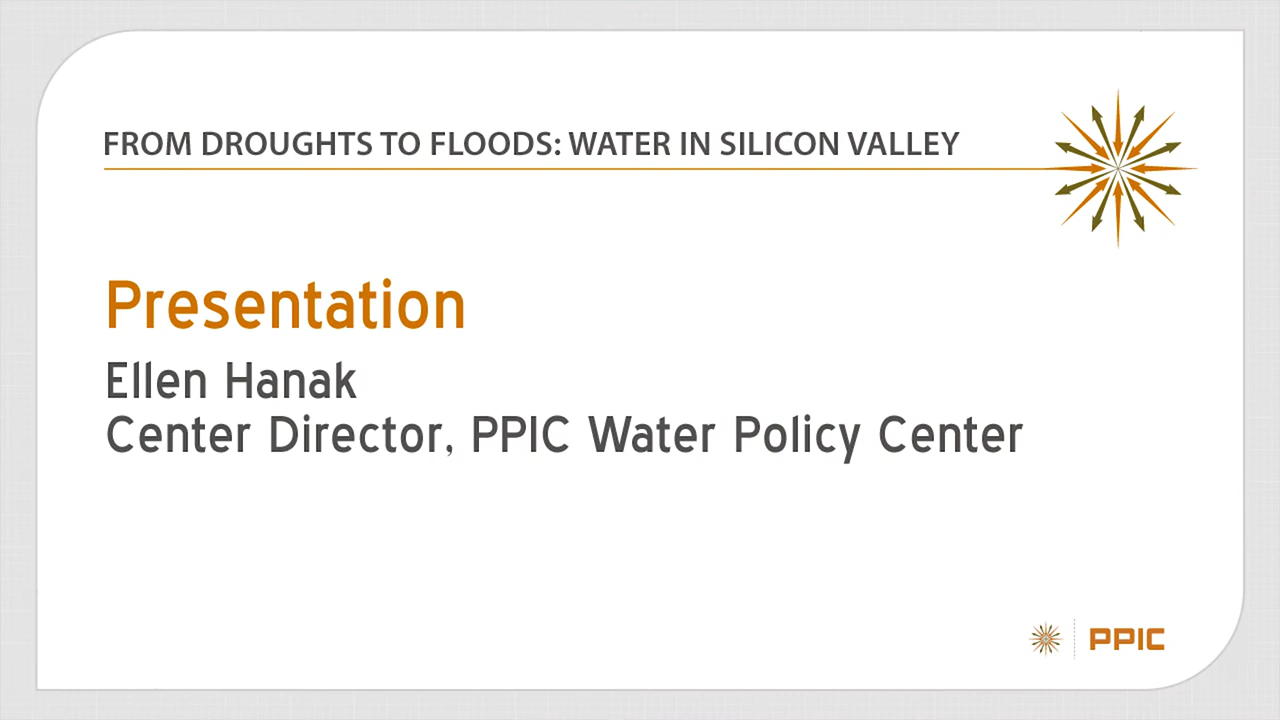 FROM DROUGHTS TO FLOODS: WATER IN SILICON VALLEY
Presentation
Ellen Hanak
Center Director, PPIC Water Policy Center
PPIC